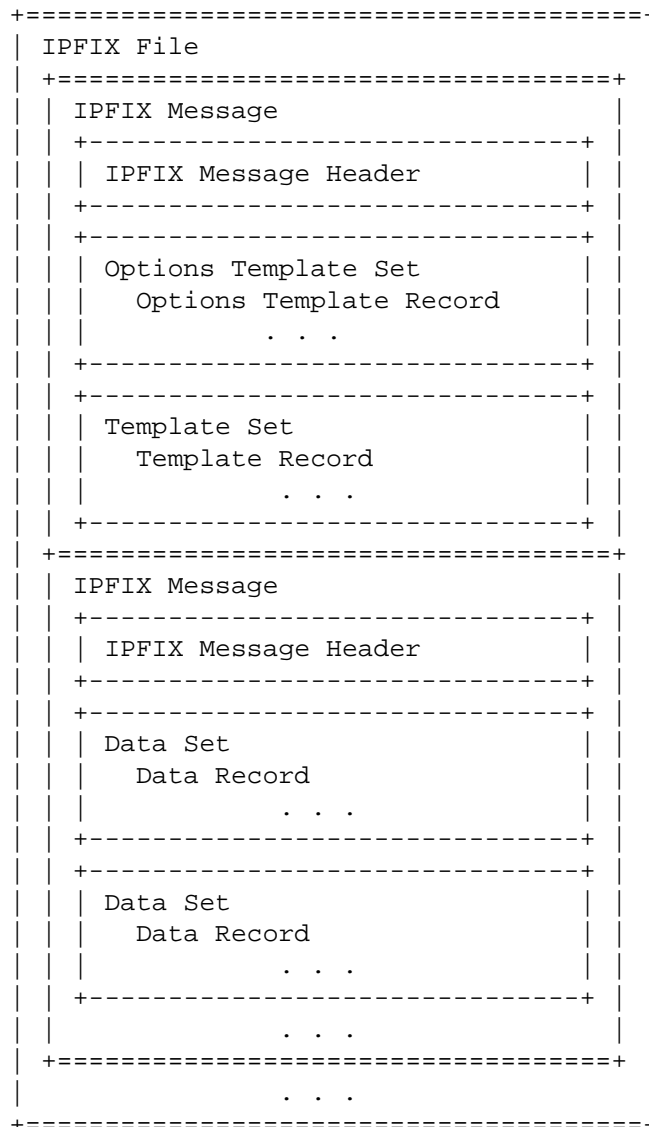 IPFIX File
IPFIX Message
IPFIX Message Header
Options Template Set
Options Template Record
. . .
Template Set
Template Record
. . .
IPFIX Message
IPFIX Message Header
Data Set
Data Record
. . .
Data Set
Data Record
. . .
. . .
. . .